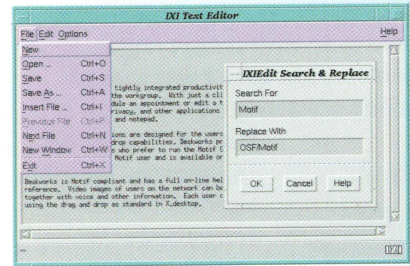 IXI Text Editor
File Edit Options Help
New
Open .. Ctrl+O
Save Ctrl+S
Save As .. Ctrl+A
Insert File .. Ctrl+I
Previous File Ctrl+P
Next File Ctrl+N
New Window Ctrl+W
Exit Ctrl+X
tightly integrated productivit
the workgroup. With just a cli
dule an appointment or edit a t
rivacy, and other applications
and notepad.
ions are designed for the users
drop capabilities. Deskworks pr
s who prefer to run the Motif
Motif user and is available or
Deskworks is Motif compliant and has a full on-line hel
reference. Video images of users on the network can be
together with voice and other information. Each user c
using the drag and drop as standard in X.desktop.
IXIEdit Search & Replace
Search For
Motif
Replace With
OSF/Motif
OK Cancel Help